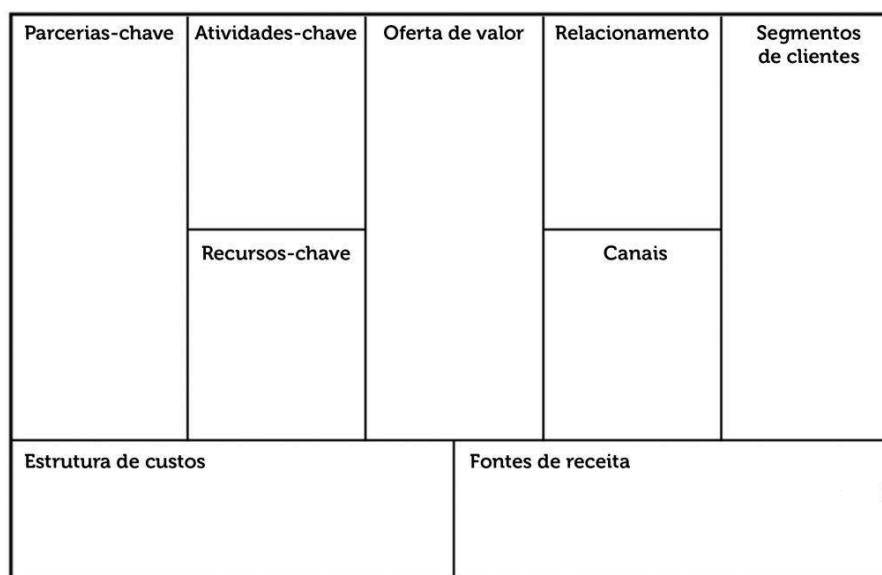 Parcerias-chave
Atividades-chave
Oferta de valor
Relacionamento
Segmentos
de clientes
Recursos-chave
Canais
Estrutura de custos
Fontes de receita